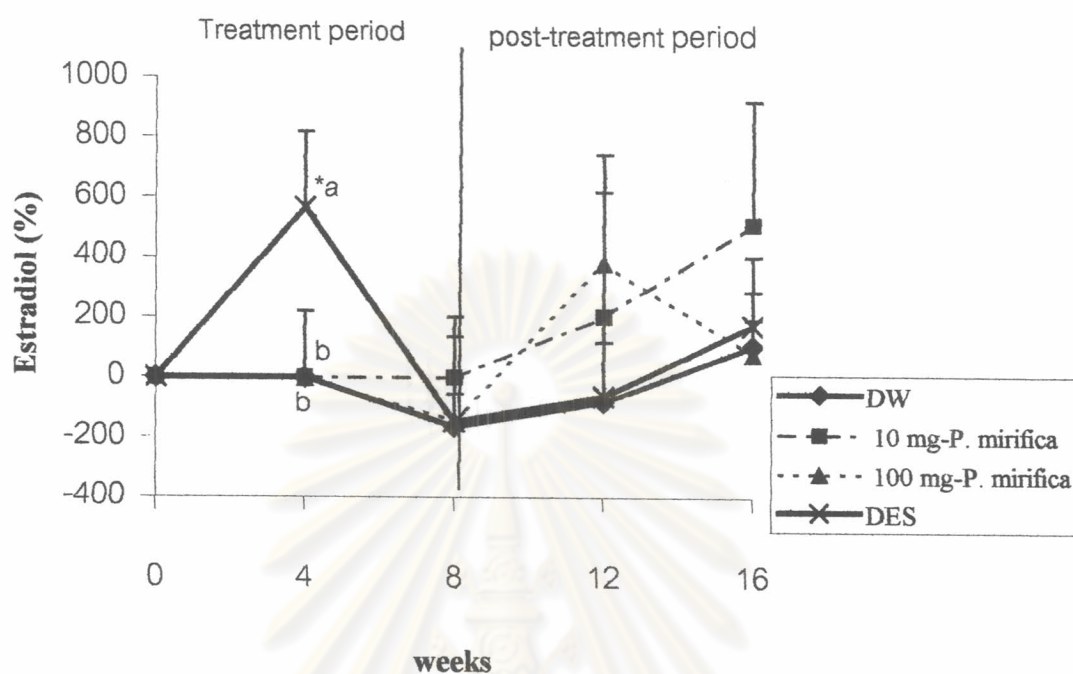 Treatment period post-treatment period
1000
800
600
400
200
0
-200
-400
Estradiol (%)
*a
b
b
0 4 8 12 16
weeks
DW
10 mg-P. mirifica
100 mg-P. mirifica
DES